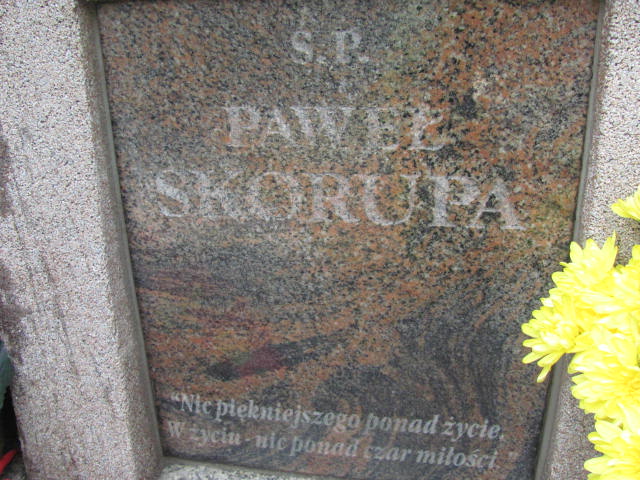 Ś.P.
PAWEŁ
SKORUPA
"Nic piękniejszego ponad życie,
W życiu - nic ponad czar miłości."